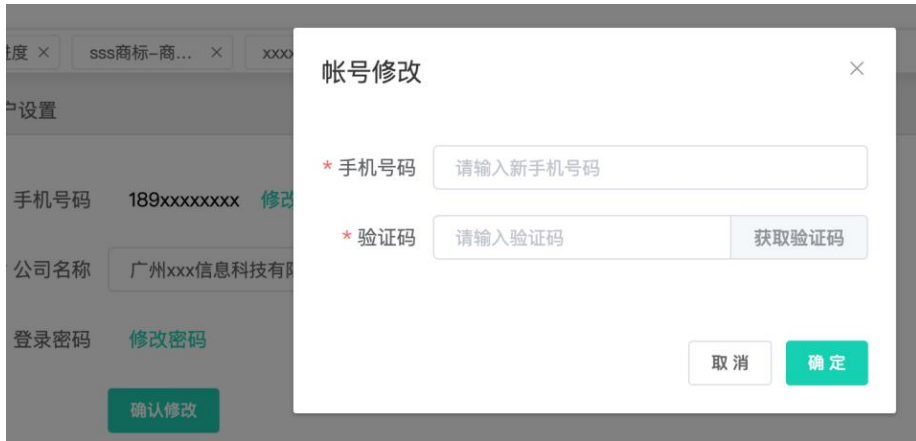 度 × sss商标-商... × xxxx
帐号修改 ×
户设置
* 手机号码 请输入新手机号码
手机号码 189xxxxxxxx 修改
* 验证码 请输入验证码 获取验证码
公司名称 广州xxx信息科技有限
登录密码 修改密码
取消 确定
确认修改